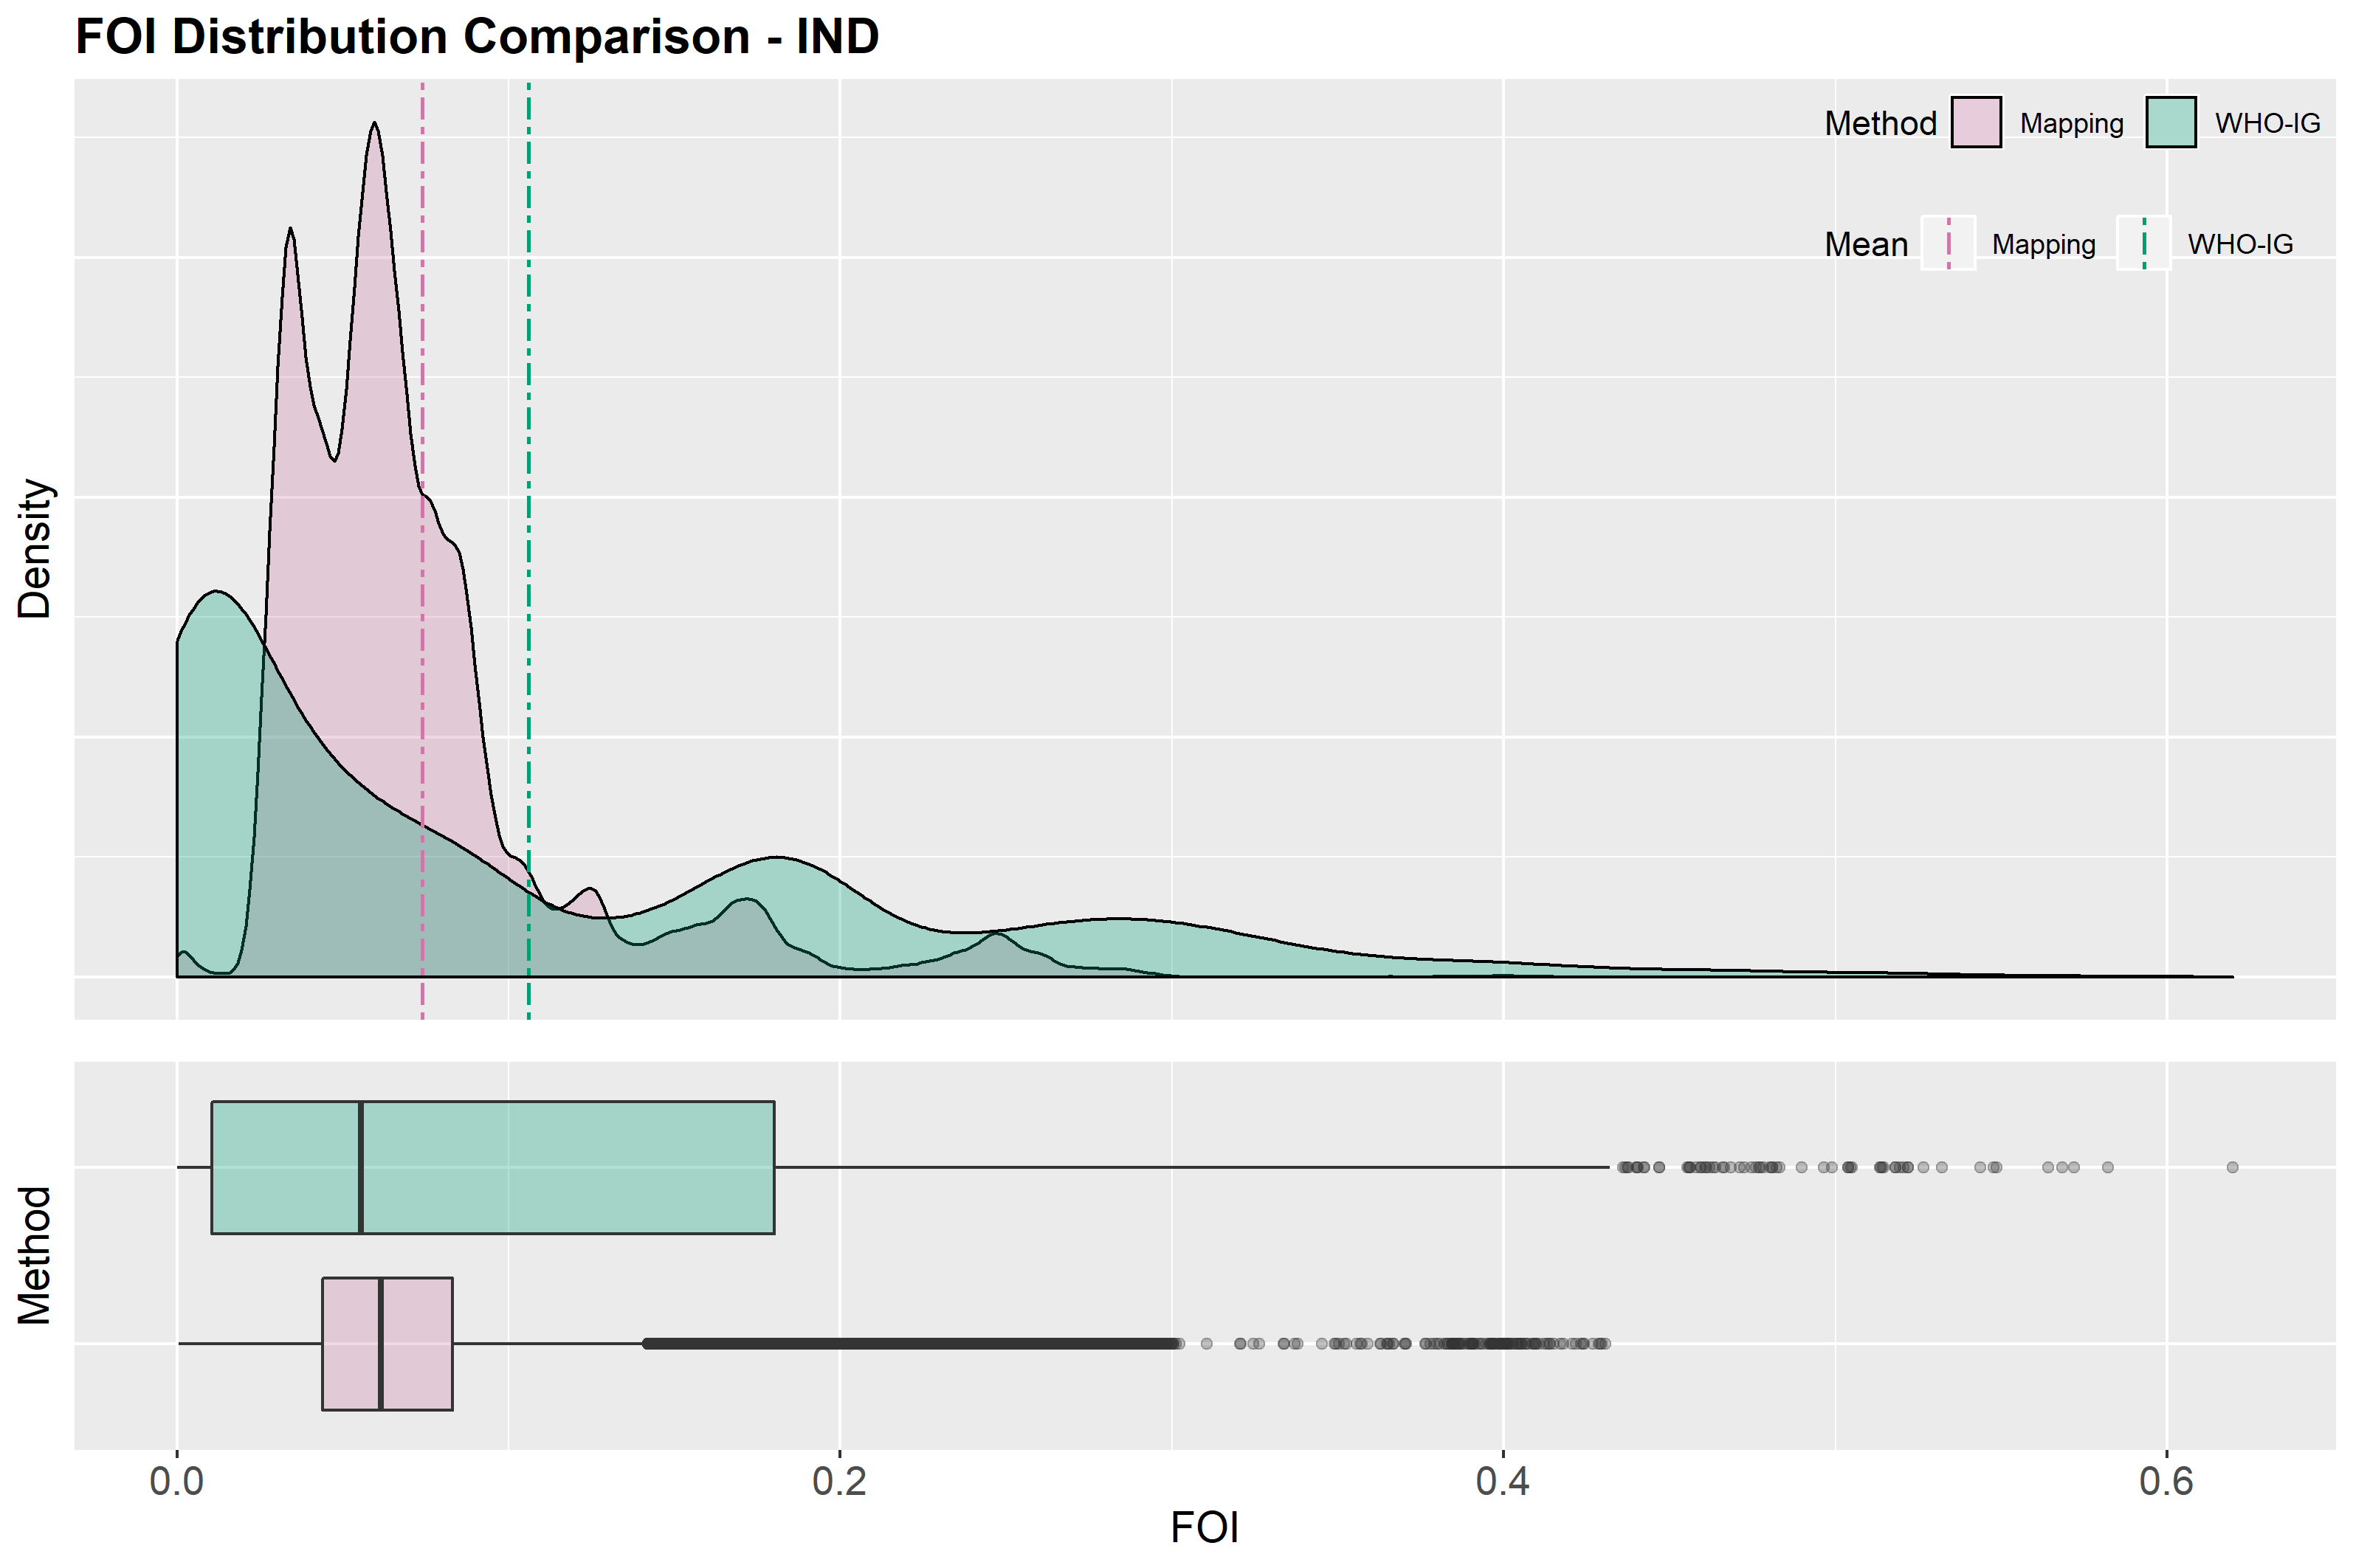 FOI Distribution Comparison - IND
Method Mapping WHO-IG
Mean Mapping WHO-IG
Density
Method
0.0 0.2 0.4 0.6
FOI